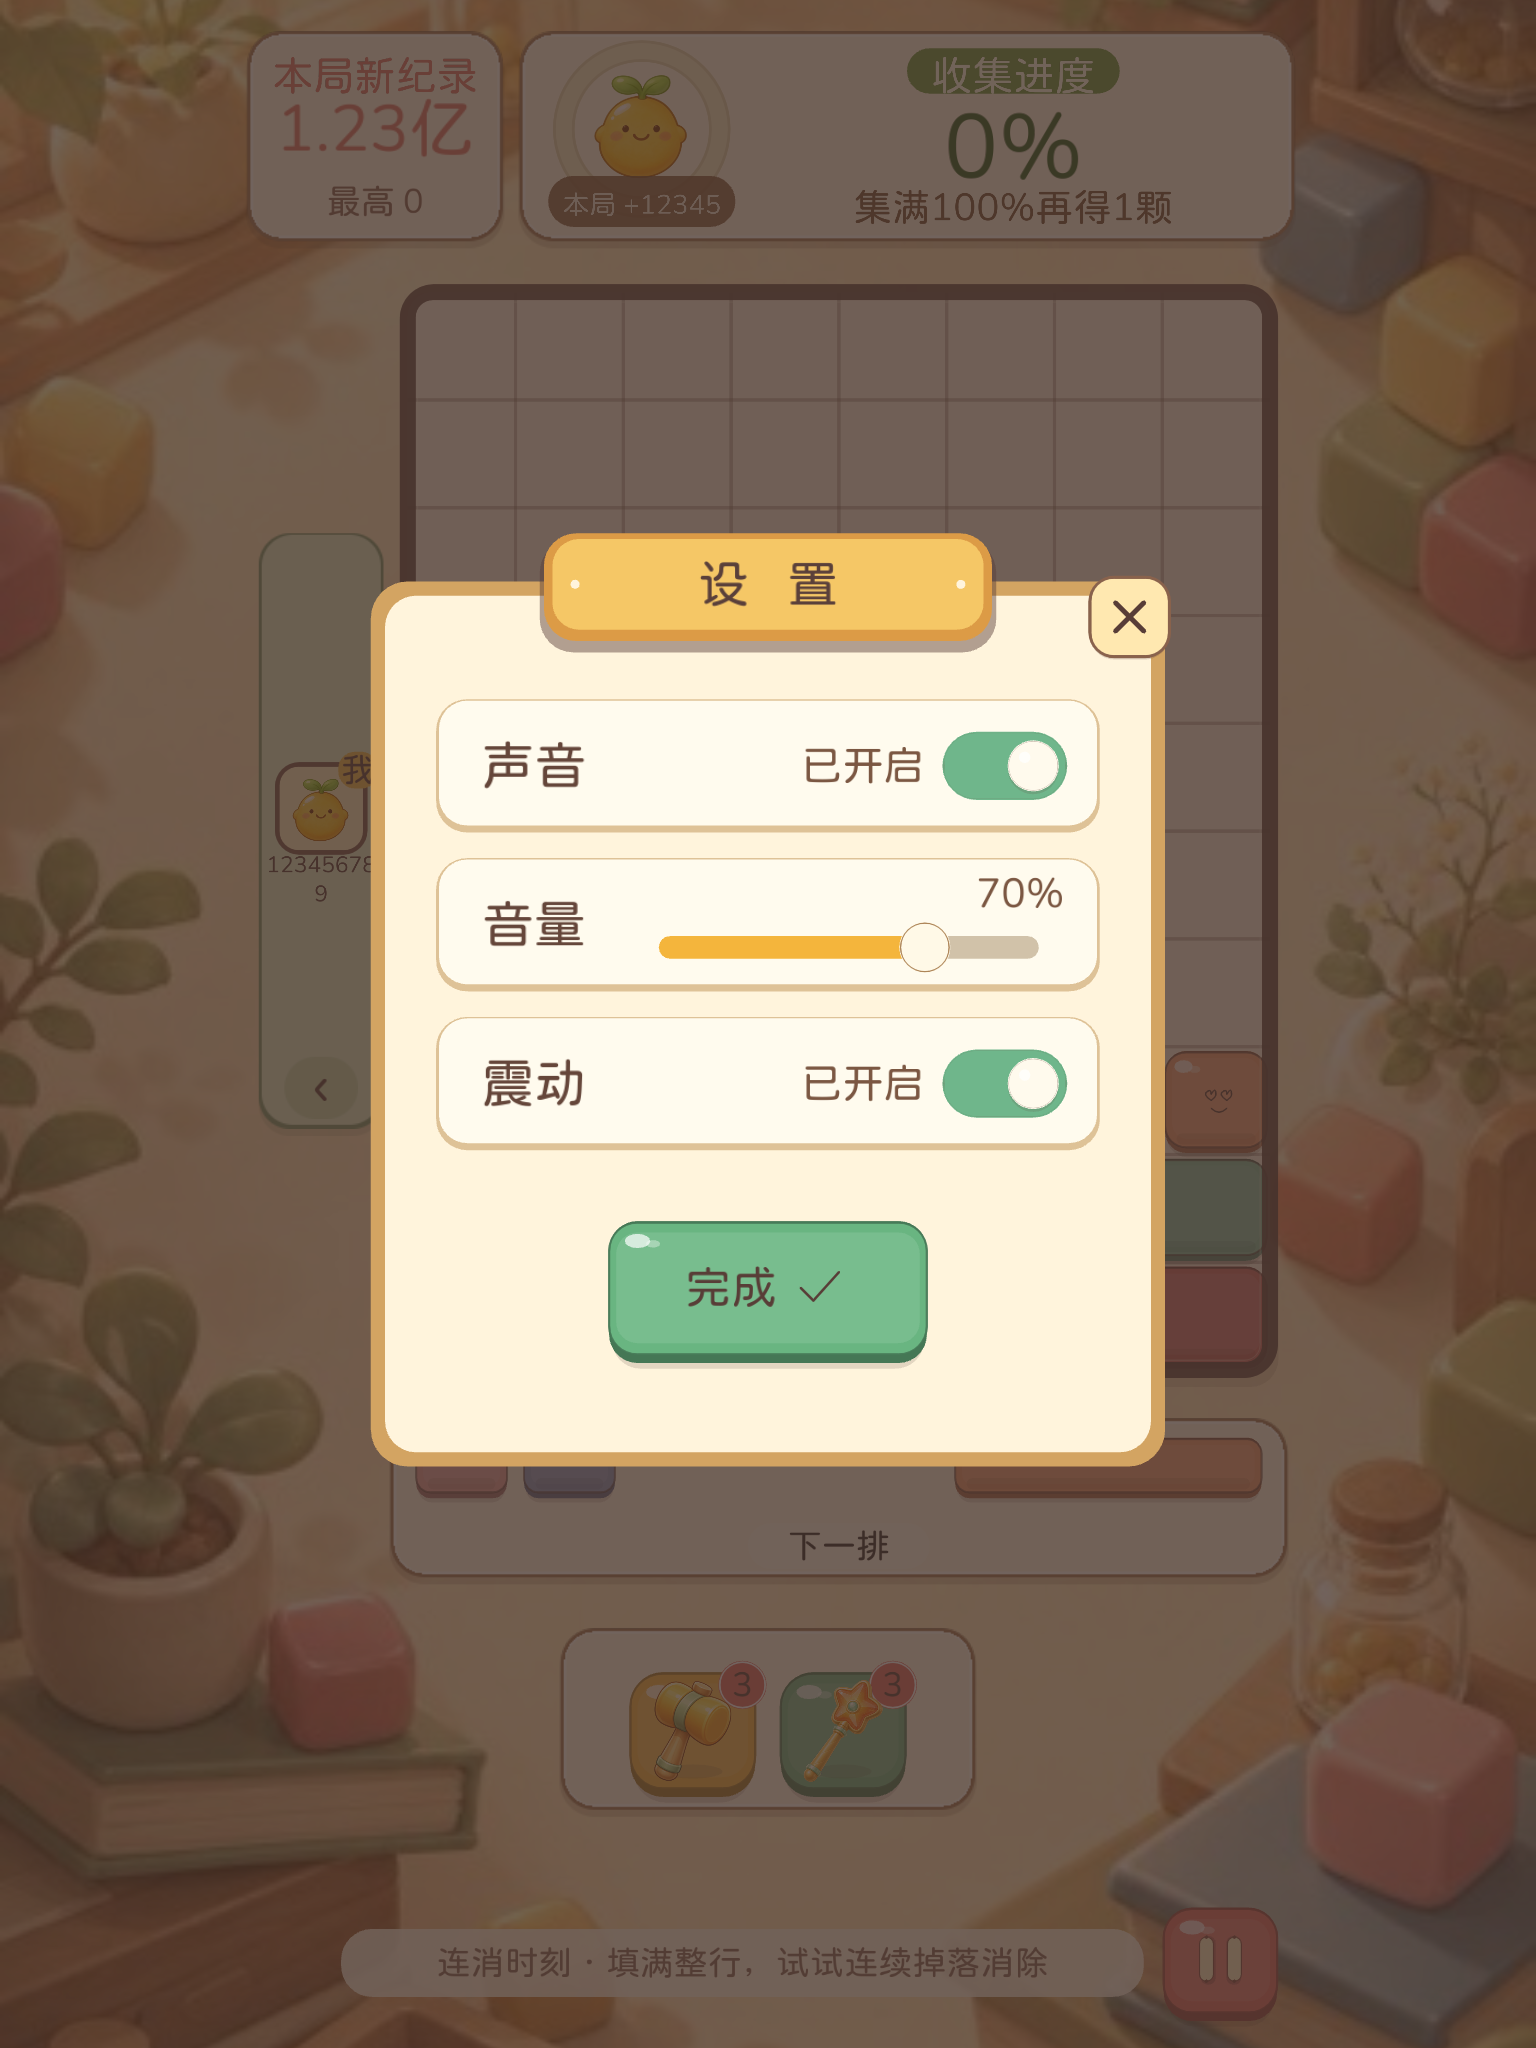 本局新纪录
1.23亿
最高 0
本局 +12345
收集进度
0%
集满100%再得1颗
设 置
声音
已开启
音量
70%
震动
已开启
完成
我
12345678
9
下一排
3
3
连消时刻 · 填满整行，试试连续掉落消除